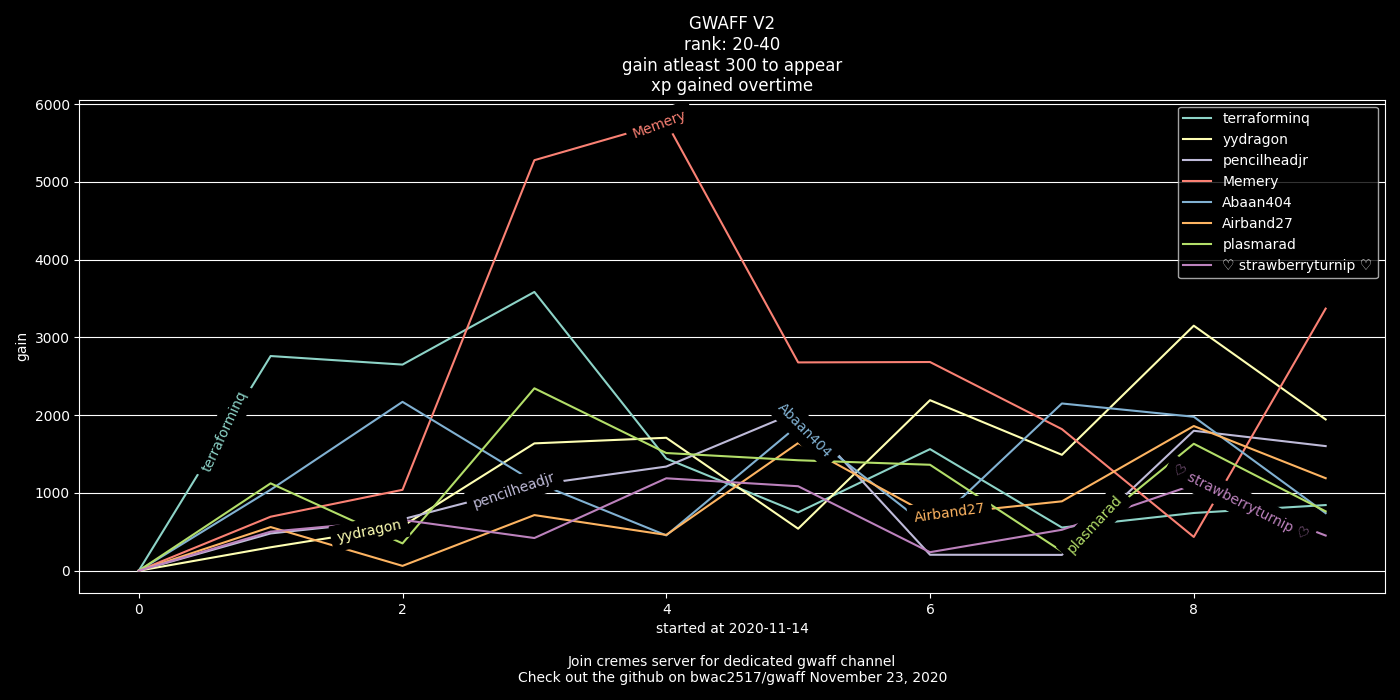 GWAFF V2
rank: 20-40
gain atleast 300 to appear
xp gained overtime
6000
5000
4000
3000
2000
1000
0
gain
terraforminq
yydragon
pencilheadjr
Memery
Abaan404
Airband27
plasmarad
♡ strawberryturnip ♡
terraforminq
yydragon
pencilheadjr
Memery
Abaan404
Airband27
plasmarad
♡ strawberryturnip ♡
0 2 4 6 8
started at 2020-11-14
Join cremes server for dedicated gwaff channel
Check out the github on bwac2517/gwaff November 23, 2020